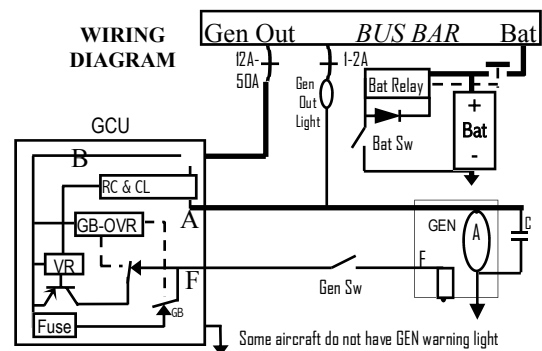 WIRING
DIAGRAM
Gen Out BUS BAR Bat
12A-
50A
1-2A
Gen
Out
Light
Bat Relay
+
Bat
-
Bat Sw
GCU
B
RC & CL
A
GB-OVR
GEN
A
C
VR
F
F
Gen Sw
GB
Fuse
Some aircraft do not have GEN warning light